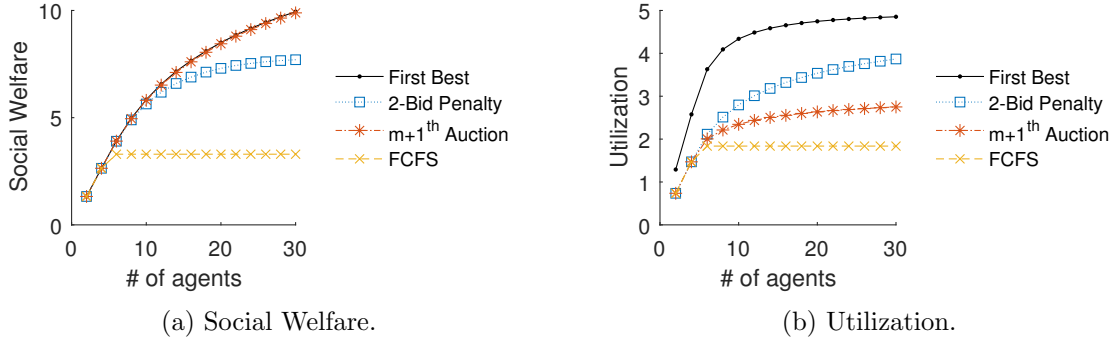 10
5
0
0
10
20
30
Social Welfare
# of agents
First Best
2-Bid Penalty
m+1th Auction
FCFS
(a) Social Welfare.
5
4
3
2
1
0
0
10
20
30
Utilization
# of agents
First Best
2-Bid Penalty
m+1th Auction
FCFS
(b) Utilization.